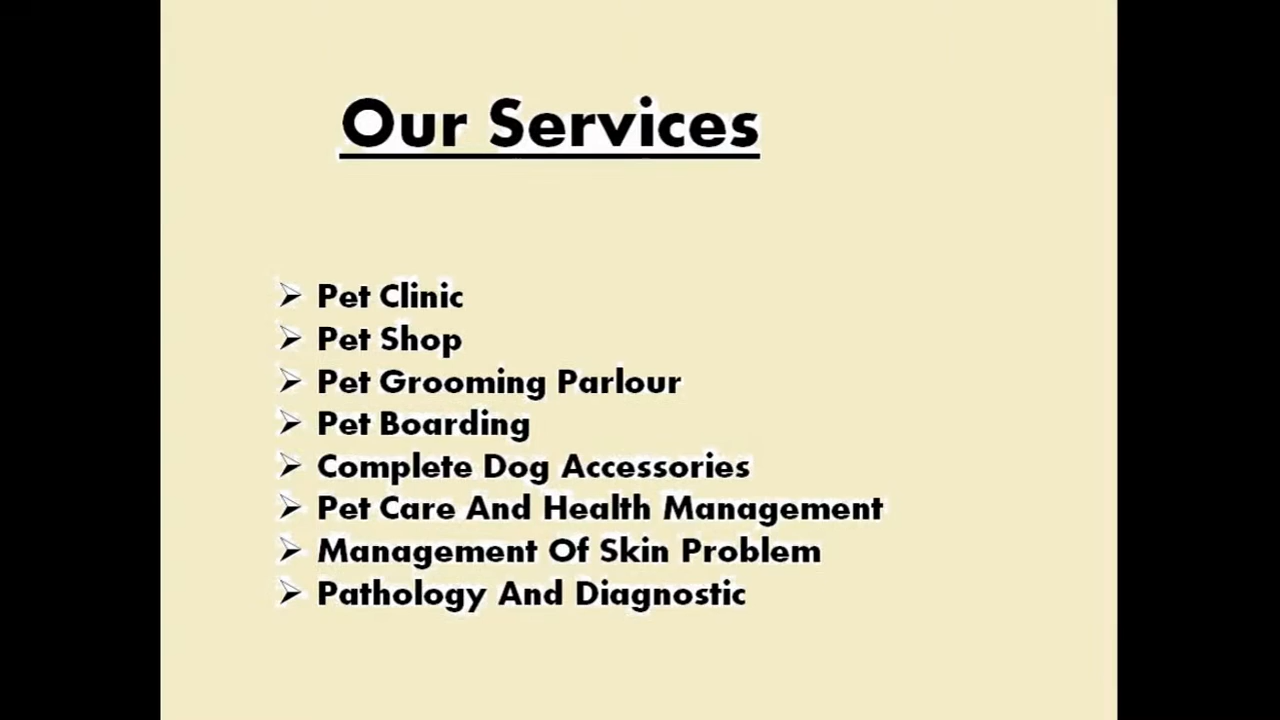 Our Services
➢ Pet Clinic
➢ Pet Shop
➢ Pet Grooming Parlour
➢ Pet Boarding
➢ Complete Dog Accessories
➢ Pet Care And Health Management
➢ Management Of Skin Problem
➢ Pathology And Diagnostic